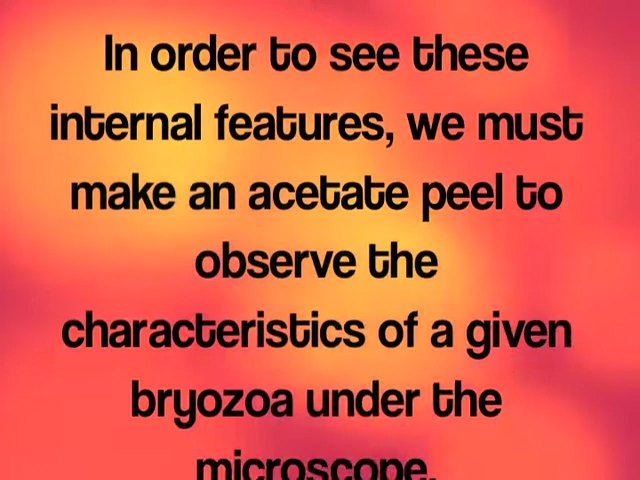 In order to see these
internal features, we must
make an acetate peel to
observe the
characteristics of a given
bryozoa under the
microscope.